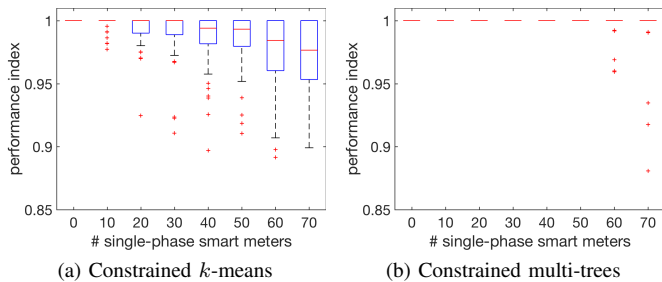 1
0.95
0.9
0.85
performance index
0 10 20 30 40 50 60 70
# single-phase smart meters
(a) Constrained k-means
1
0.95
0.9
0.85
performance index
0 10 20 30 40 50 60 70
# single-phase smart meters
(b) Constrained multi-trees